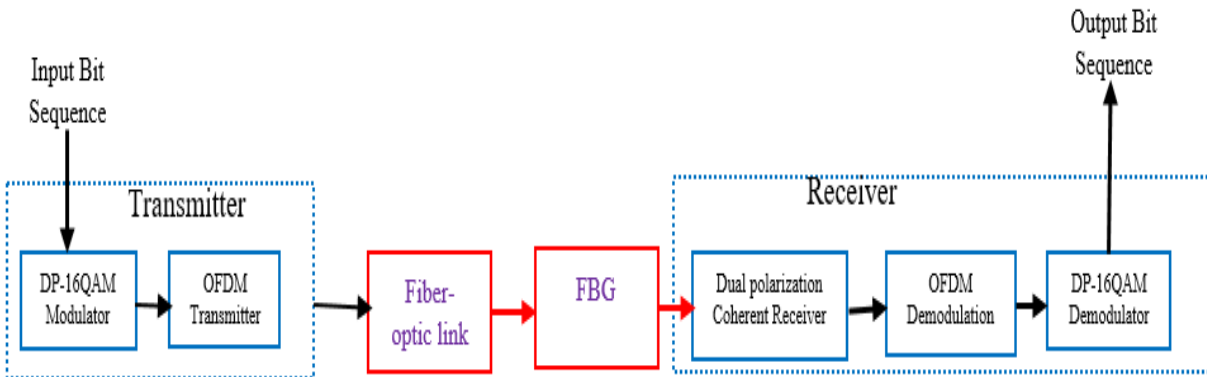 Input Bit
Sequence
Transmitter
DP-16QAM
Modulator
OFDM
Transmitter
Fiber-
optic link
FBG
Receiver
Dual polarization
Coherent Receiver
OFDM
Demodulation
DP-16QAM
Demodulator
Output Bit
Sequence